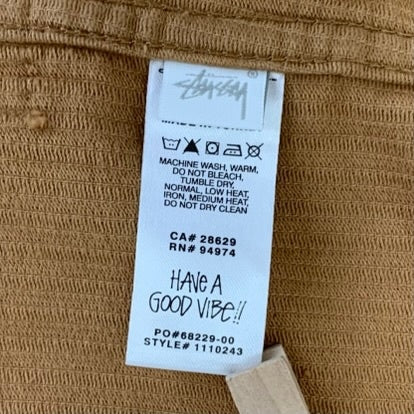 Stüssy
®
MACHINE WASH, WARM,
DO NOT BLEACH,
TUMBLE DRY,
NORMAL, LOW HEAT,
IRON, MEDIUM HEAT,
DO NOT DRY CLEAN
CA# 28629
RN# 94974
HAVE A
GOOD VIBE!!
PO#68229-00
STYLE# 1110243